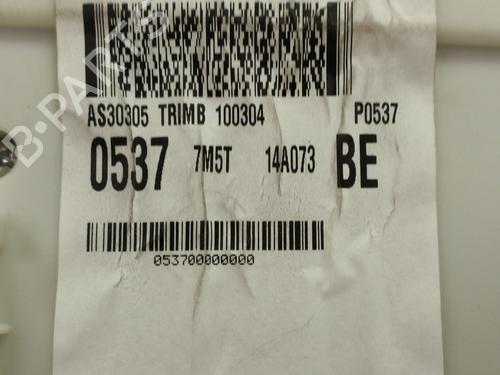 AS30305 TRIMB 100304 P0537
0537 7M5T 14A073 BE
053700000000
B-PARTS